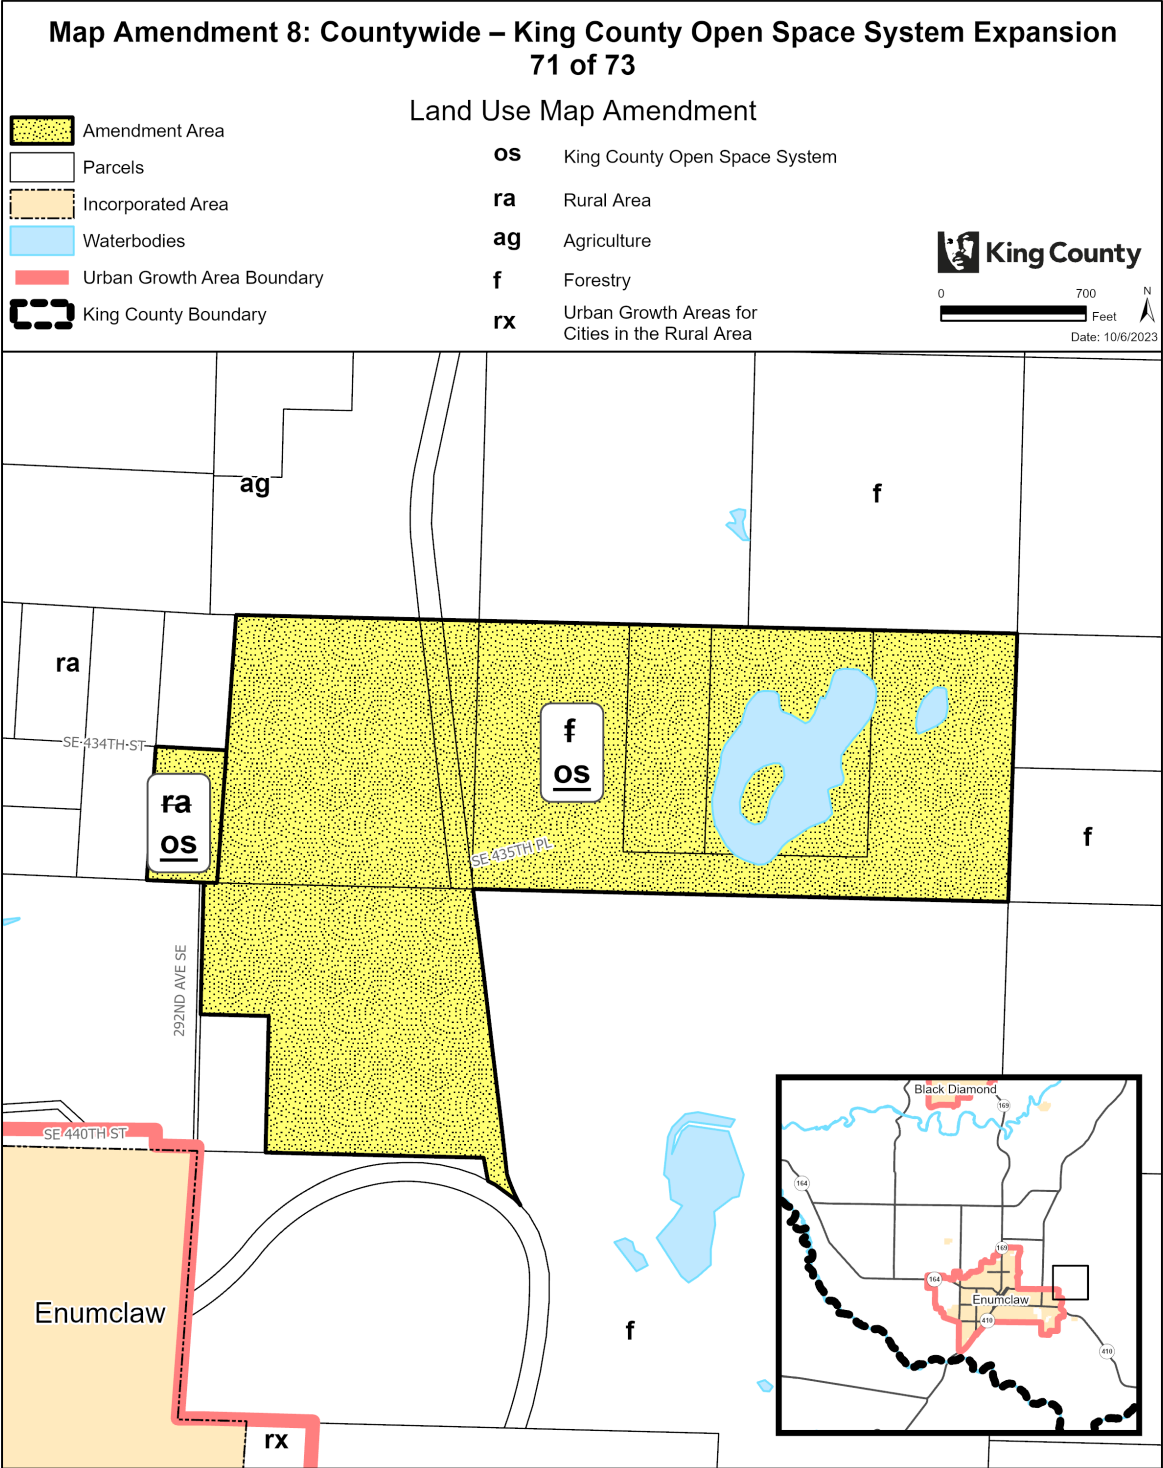 Map Amendment 8: Countywide – King County Open Space System Expansion
71 of 73
Land Use Map Amendment
Amendment Area
Parcels
Incorporated Area
Waterbodies
Urban Growth Area Boundary
King County Boundary
os King County Open Space System
ra Rural Area
ag Agriculture
f Forestry
rx Urban Growth Areas for
Cities in the Rural Area
King County
0 700
Feet
N
Date: 10/6/2023
ag
f
ra
SE 434TH ST
f
os
ra
os
SE 435TH PL
f
292ND AVE SE
SE 440TH ST
Enumclaw
f
rx
Black Diamond
169
164
169
164
Enumclaw
410
410